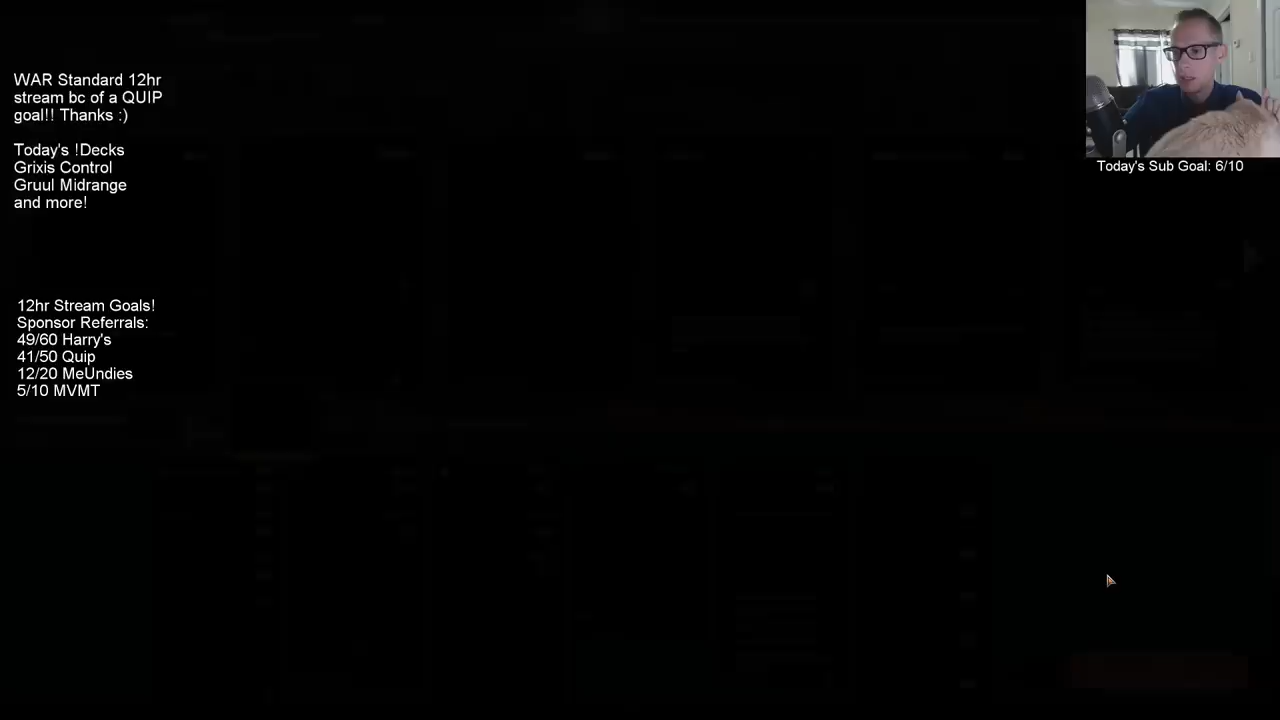 WAR Standard 12hr
stream bc of a QUIP
goal!! Thanks :)
Today's !Decks
Grixis Control
Gruul Midrange
and more!
12hr Stream Goals!
Sponsor Referrals:
49/60 Harry's
41/50 Quip
12/20 MeUndies
5/10 MVMT
Today's Sub Goal: 6/10